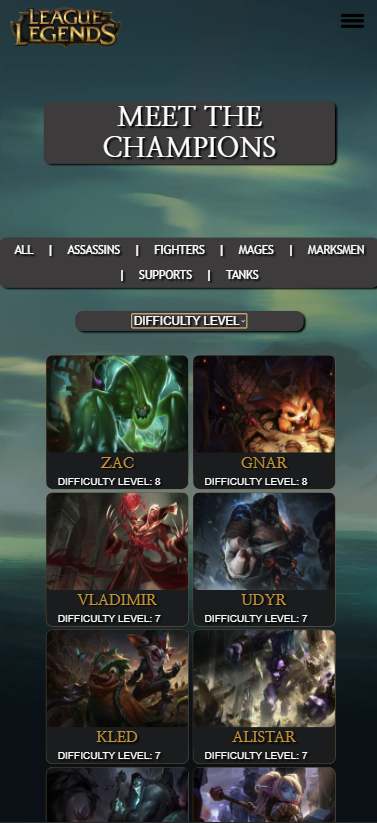 LEAGUE OF
LEGENDS
MEET THE
CHAMPIONS
ALL | ASSASSINS | FIGHTERS | MAGES | MARKSMEN
| SUPPORTS | TANKS
DIFFICULTY LEVEL
ZAC
DIFFICULTY LEVEL: 8
GNAR
DIFFICULTY LEVEL: 8
VLADIMIR
DIFFICULTY LEVEL: 7
UDYR
DIFFICULTY LEVEL: 7
KLED
DIFFICULTY LEVEL: 7
ALISTAR
DIFFICULTY LEVEL: 7